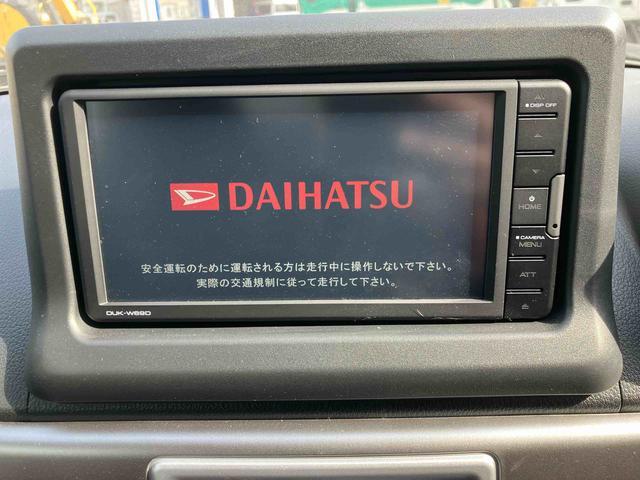 DISP OFF
DAIHATSU
HOME
CAMERA
MENU
安全運転のために運転される方は走行中に操作しないで下さい。
実際の交通規制に従って走行して下さい。
ATT
DUK-W69D